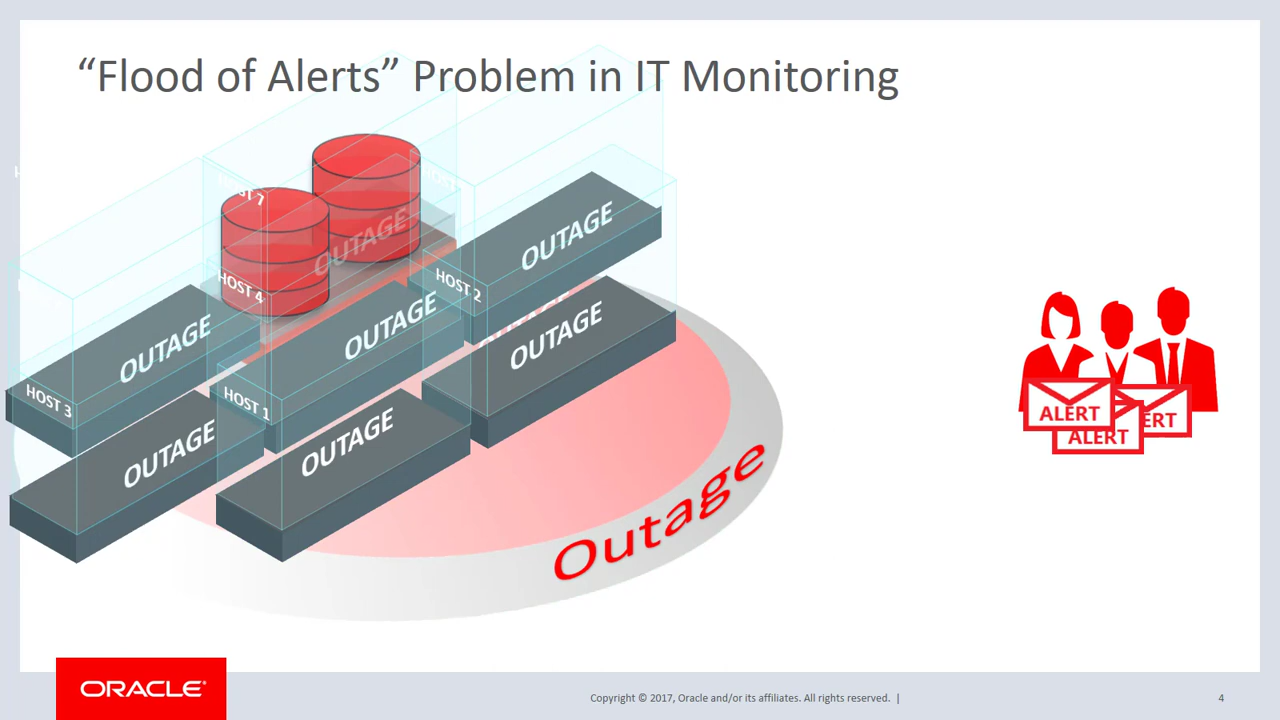 “Flood of Alerts” Problem in IT Monitoring
HOST 7
OUTAGE
OUTAGE
HOST 4
HOST 2
OUTAGE
OUTAGE
OUTAGE
HOST 3
HOST 1
OUTAGE
OUTAGE
ALERT
ALERT
Outage
ORACLE
Copyright © 2017, Oracle and/or its affiliates. All rights reserved. |
4